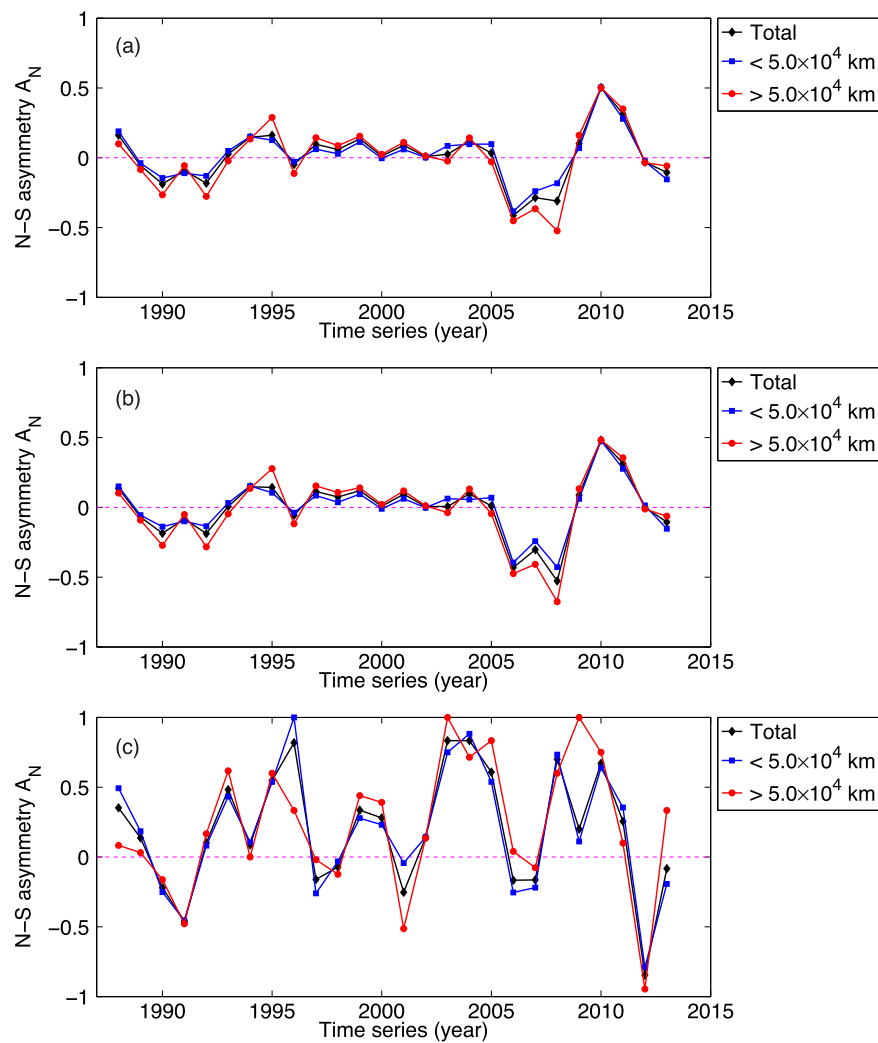 1
0.5
0
−0.5
−1
N−S asymmetry A_N
(a)
1990
1995
2000
2005
2010
2015
Time series (year)
Total
< 5.0×10^4 km
> 5.0×10^4 km
1
0.5
0
−0.5
−1
N−S asymmetry A_N
(b)
1990
1995
2000
2005
2010
2015
Time series (year)
Total
< 5.0×10^4 km
> 5.0×10^4 km
1
0.5
0
−0.5
−1
N−S asymmetry A_N
(c)
1990
1995
2000
2005
2010
2015
Time series (year)
Total
< 5.0×10^4 km
> 5.0×10^4 km